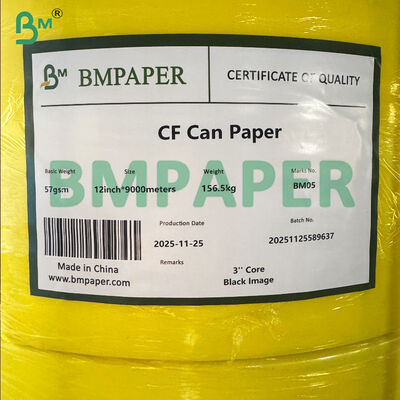 BM®
BM BMPAPER
CERTIFICATE OF QUALITY
CF Can Paper
Basic Weight Size Weight Marks No.
57gsm 12inch*9000meters 156.5kg BM05
BMPAPER
Production Date Batch No.
2025-11-25 20251125589637
Remarks
Made in China 3'' Core
www.bmpaper.com Black Image